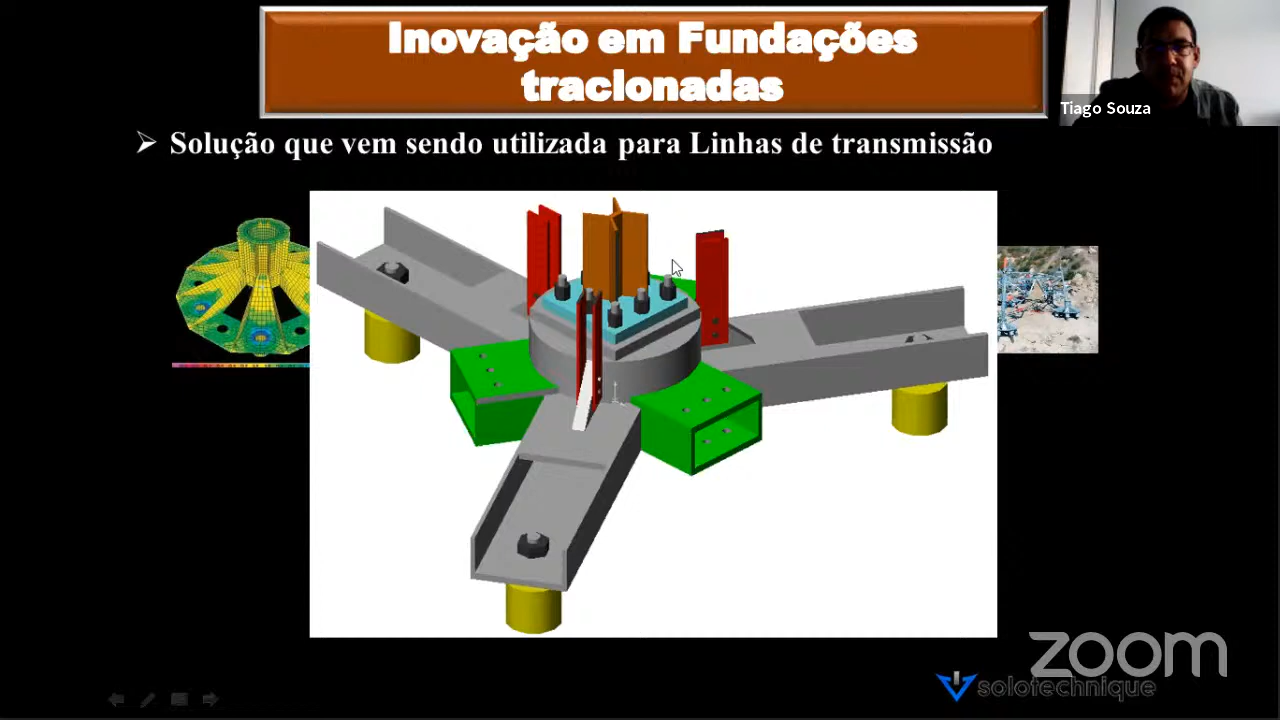 Inovação em Fundações
tracionadas
Tiago Souza
Solução que vem sendo utilizada para Linhas de transmissão
zoom
solotechnique